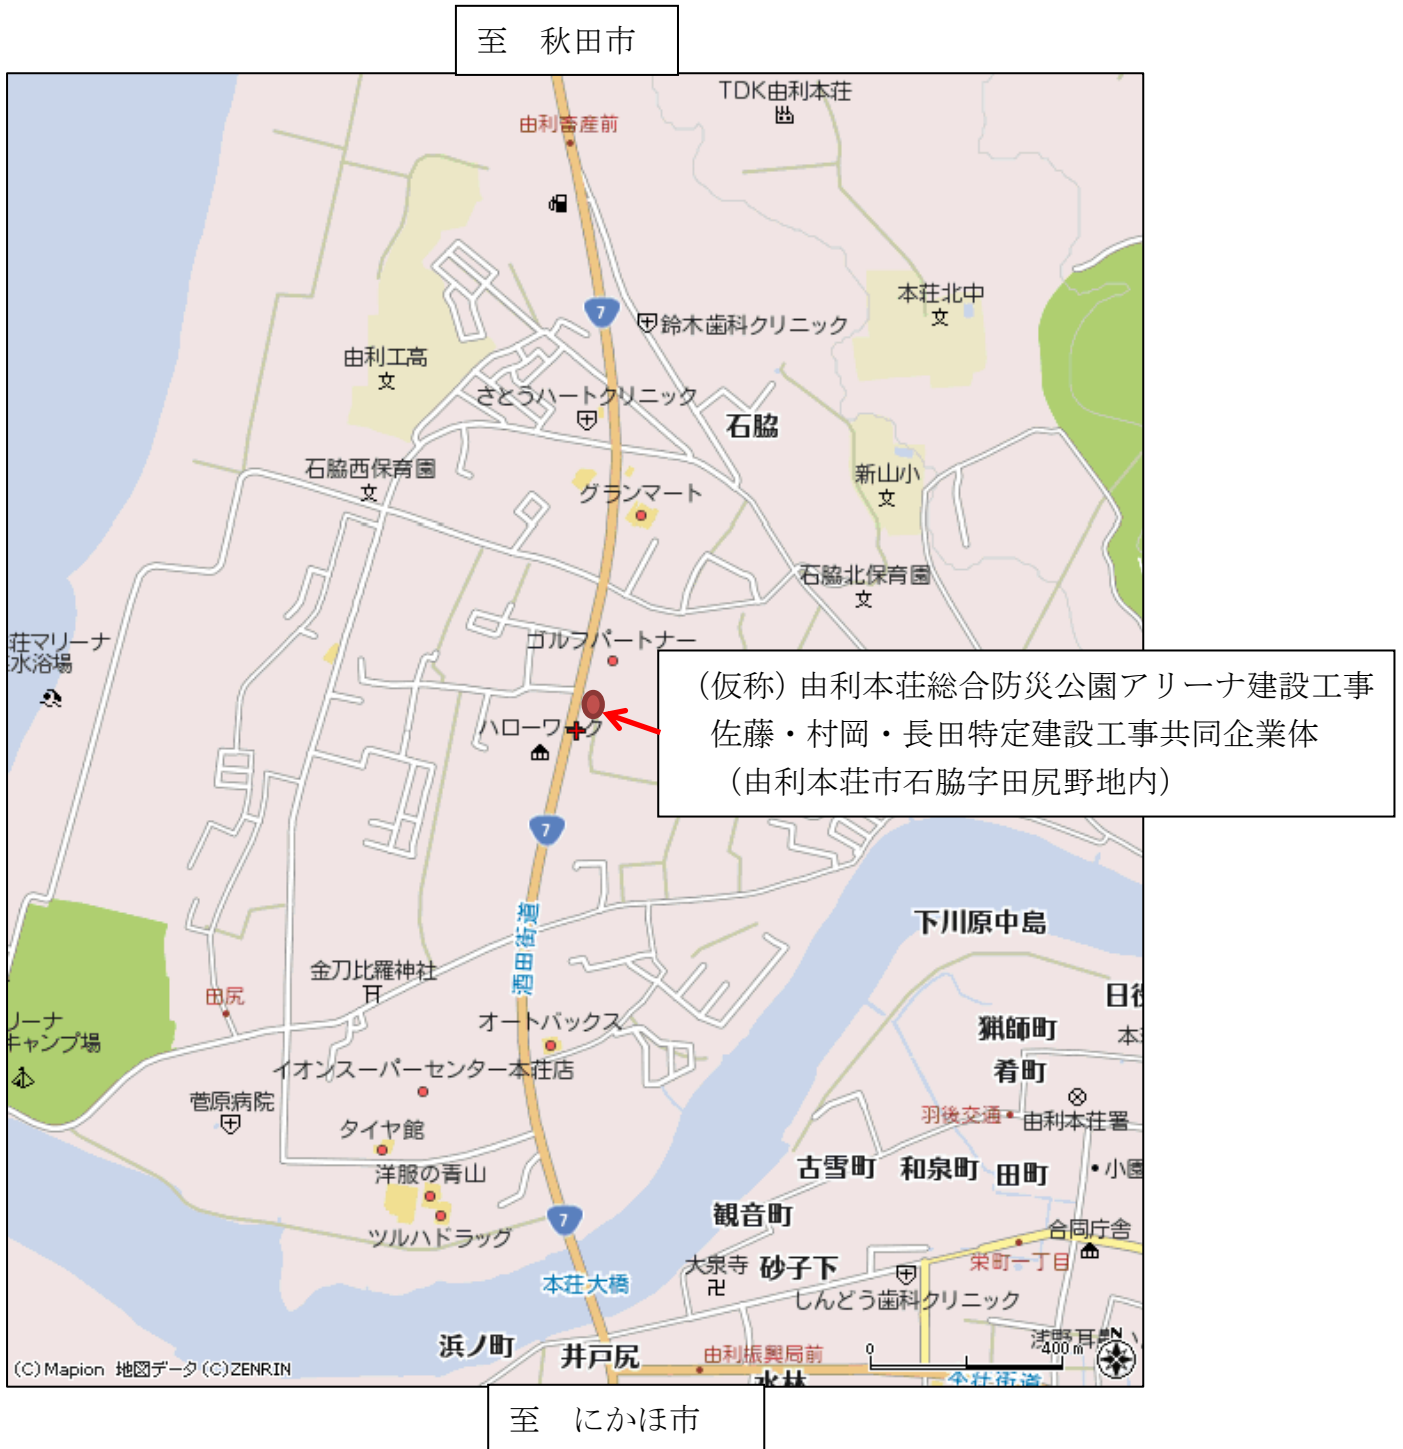 至　秋田市
TDK由利本荘
由利畜産前
7
本荘北中
鈴木歯科クリニック
由利工高
さとうハートクリニック
石脇
石脇西保育園
新山小
グランマート
石脇北保育園
ゴルフパートナー
荘マリーナ
水浴場
（仮称）由利本荘総合防災公園アリーナ建設工事
佐藤・村岡・長田特定建設工事共同企業体
（由利本荘市石脇字田尻野地内）
ハローワーク
7
酒田街道
下川原中島
金刀比羅神社
田尻
日役
リーナ
キャンプ場
オートバックス
猟師町
本荘
イオンスーパーセンター本荘店
肴町
菅原病院
羽後交通
由利本荘署
タイヤ館
古雪町
和泉町
田町
小園
洋服の青山
観音町
7
ツルハドラッグ
合同庁舎
大泉寺
砂子下
栄町一丁目
本荘大橋
しんどう歯科クリニック
浜ノ町
井戸尻
由利振興局前
0
400m
N
水林
(C)Mapion 地図データ(C)ZENRIN
至　にかほ市